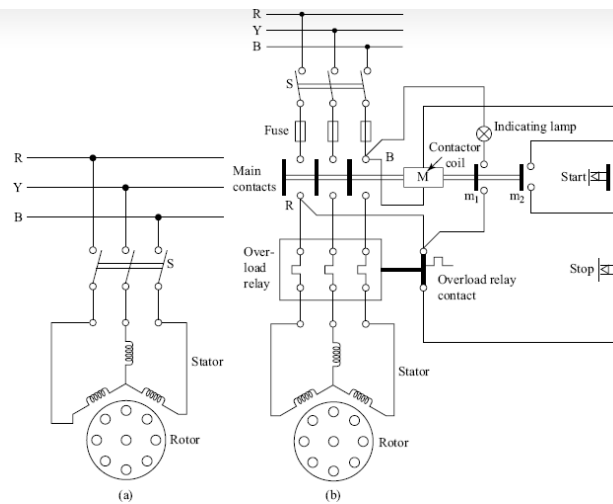 R
Y
B
S
Fuse
Indicating lamp
B
Contactor
coil
Main
contacts
M
m1
m2
Start
R
Over-
load
relay
Overload relay
contact
Stop
Stator
Rotor
(b)
R
Y
B
S
Stator
Rotor
(a)